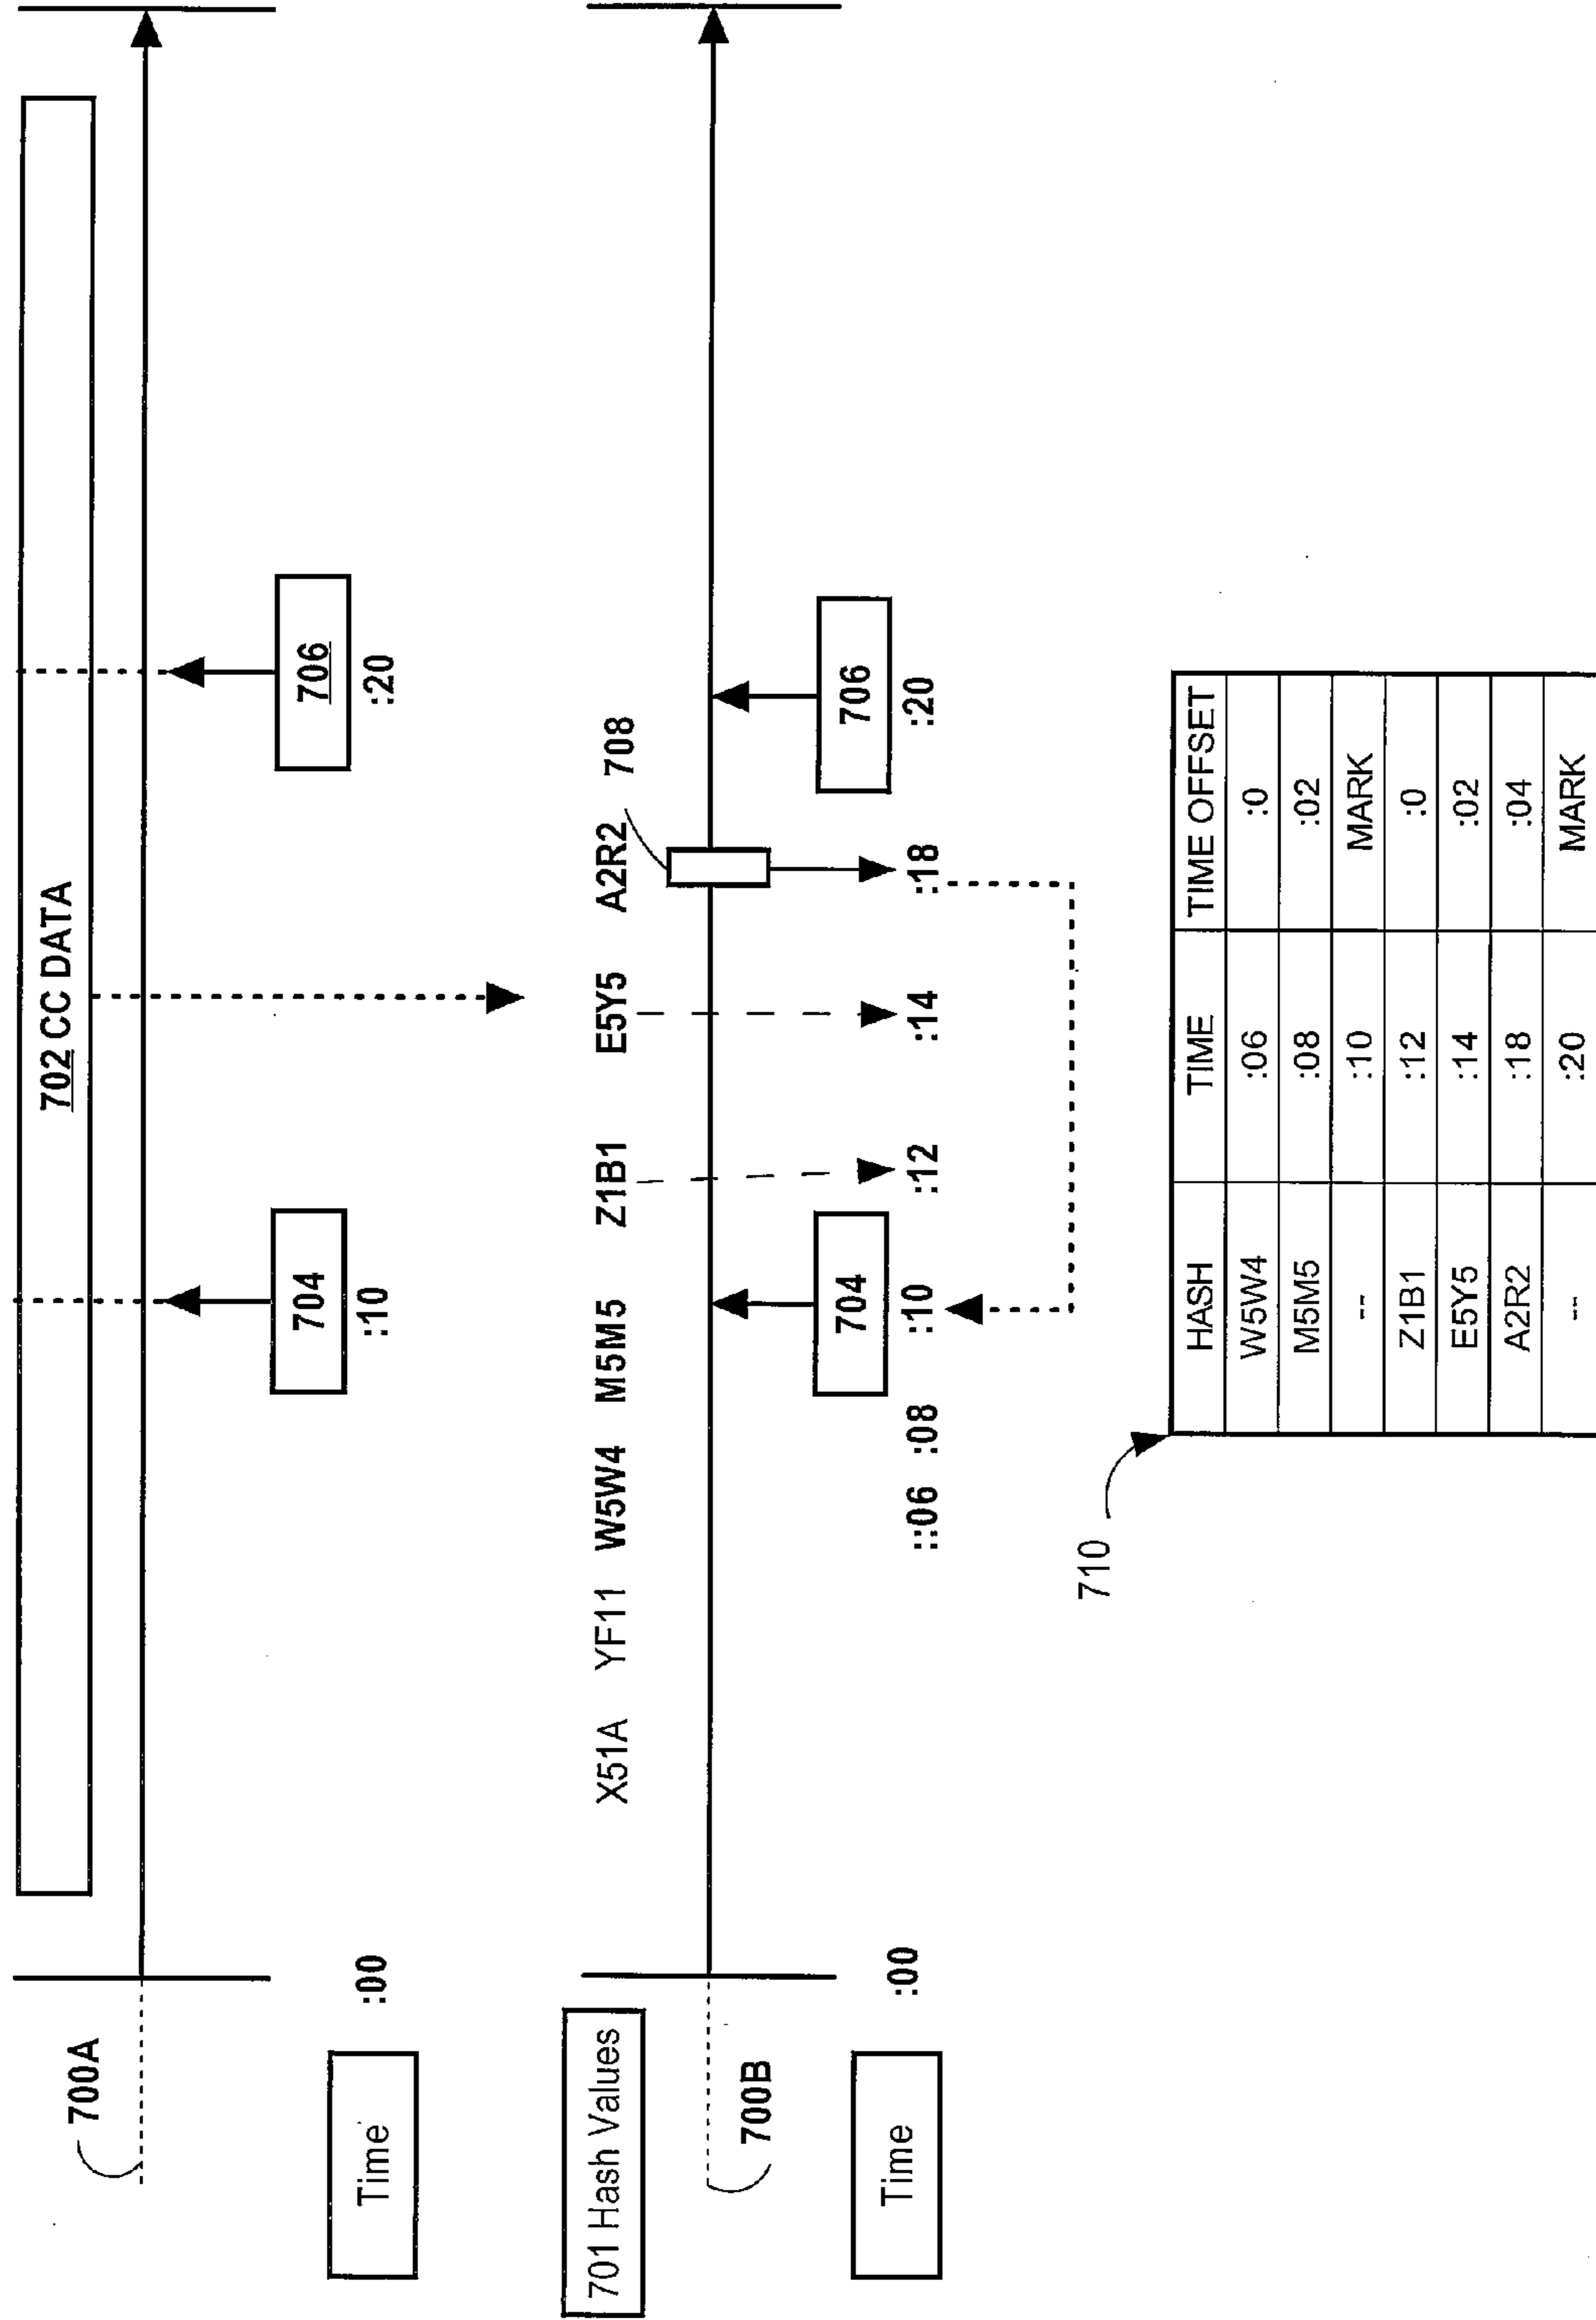 700A
702 CC DATA
704
706
Time
:00
:10
:20
701 Hash Values
X51A YF11 W5W4 M5M5 Z1B1 E5Y5 A2R2
708
700B
704
706
Time
:00
::06 :08 :10 :12 :14 :18 :20
710
HASH TIME TIME OFFSET
W5W4 :06 :0
M5M5 :08 :02
-- :10 MARK
Z1B1 :12 :0
E5Y5 :14 :02
A2R2 :18 :04
-- :20 MARK